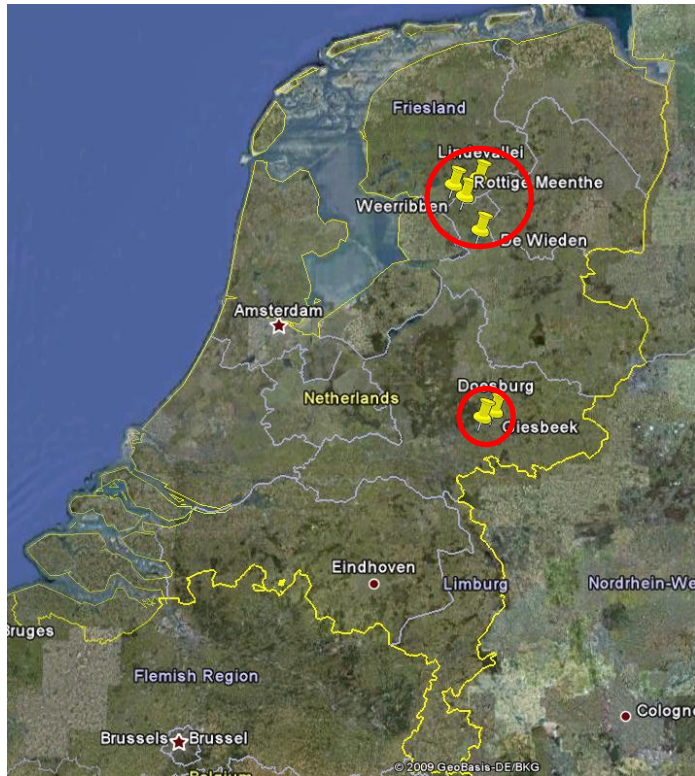 Friesland
Lindevallei
Rottige Meenthe
Weerribben
De Wieden
Amsterdam
Netherlands
Doesburg
Giesbeek
Eindhoven
Limburg
Nordrhein-We
Bruges
Flemish Region
Cologne
Brussels Brussel
Belgium
© 2009 GeoBasis-DE/BKG